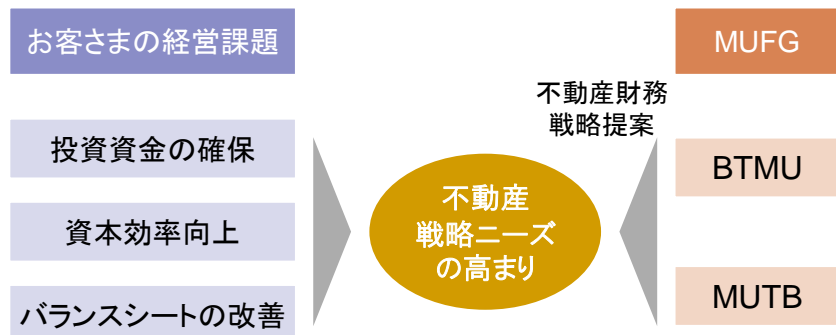 お客さまの経営課題
投資資金の確保
資本効率向上
バランスシートの改善
不動産
戦略ニーズ
の高まり
不動産財務
戦略提案
MUFG
BTMU
MUTB